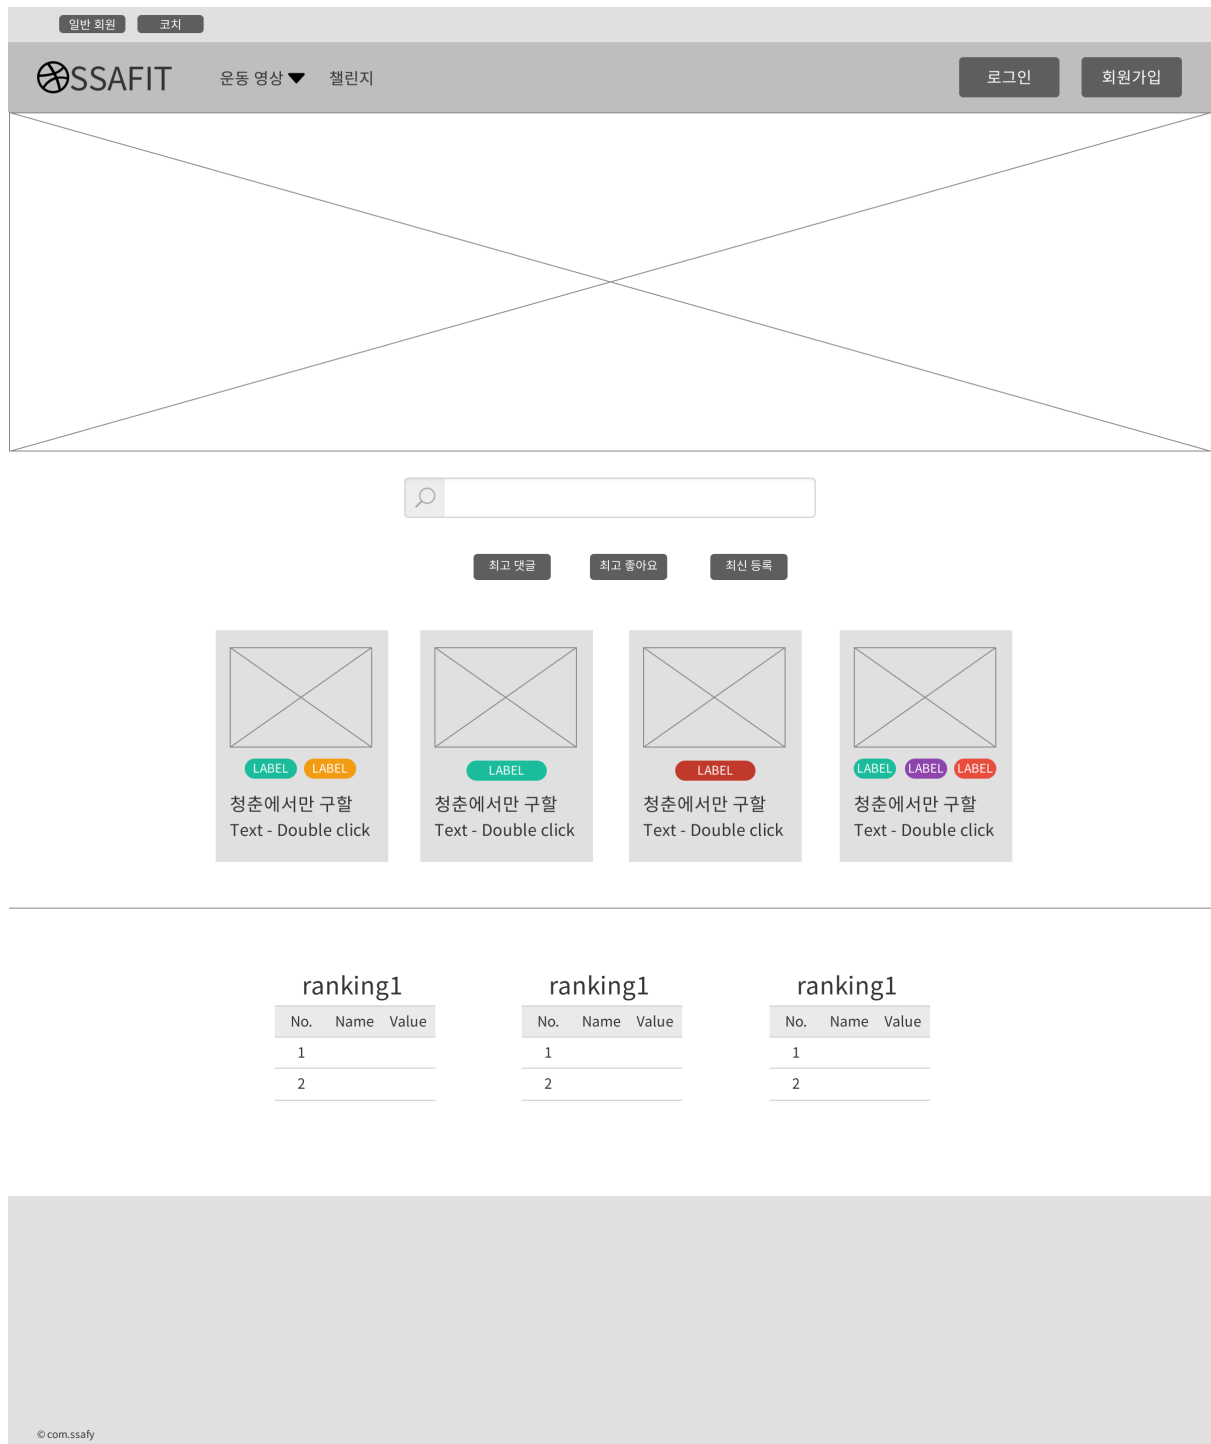 일반 회원 코치
SSAFIT 운동 영상 챌린지 로그인 회원가입
최고 댓글 최고 좋아요 최신 등록
LABEL LABEL LABEL LABEL LABEL LABEL LABEL
청춘에서만 구할 청춘에서만 구할 청춘에서만 구할 청춘에서만 구할
Text - Double click Text - Double click Text - Double click Text - Double click
ranking1 ranking1 ranking1
No. Name Value No. Name Value No. Name Value
1 1 1
2 2 2
© com.ssafy